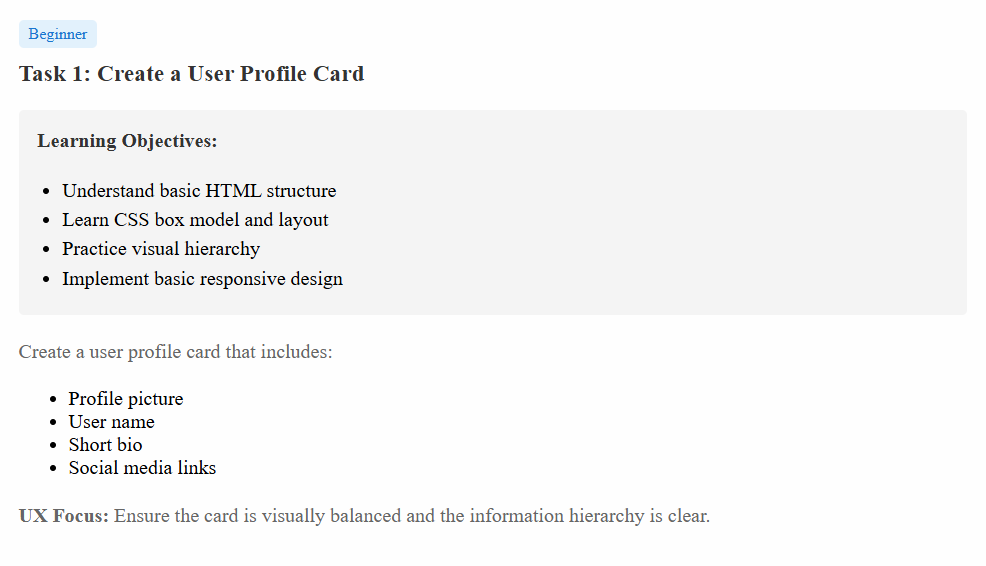 Beginner
Task 1: Create a User Profile Card
Learning Objectives:
Understand basic HTML structure
Learn CSS box model and layout
Practice visual hierarchy
Implement basic responsive design
Create a user profile card that includes:
Profile picture
User name
Short bio
Social media links
UX Focus: Ensure the card is visually balanced and the information hierarchy is clear.